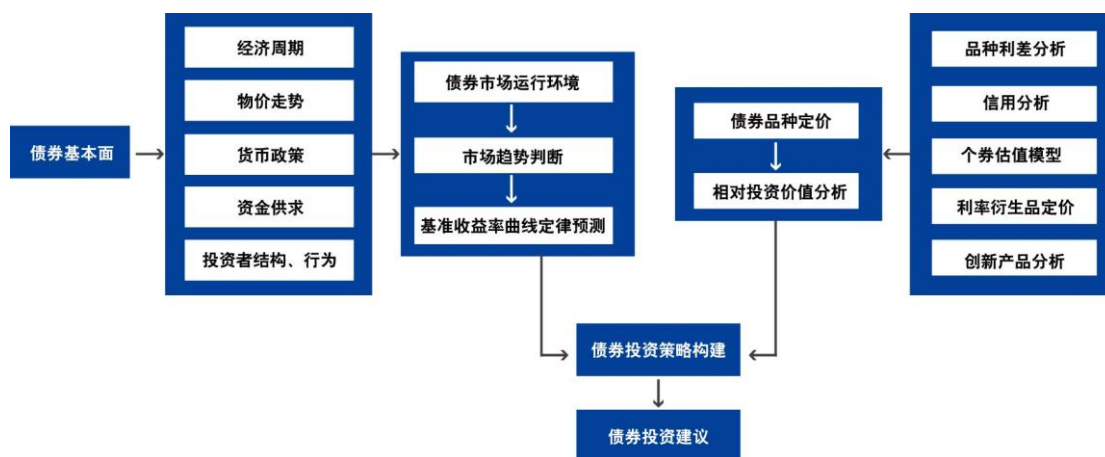 债券基本面
经济周期
物价走势
货币政策
资金供求
投资者结构、行为
债券市场运行环境
市场趋势判断
基准收益率曲线定律预测
债券品种定价
相对投资价值分析
品种利差分析
信用分析
个券估值模型
利率衍生品定价
创新产品分析
债券投资策略构建
债券投资建议